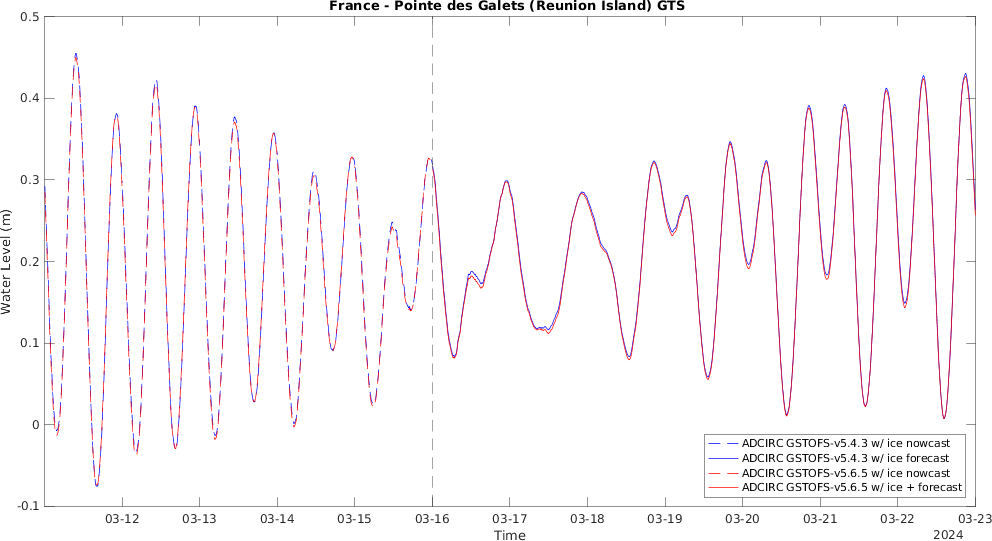 France - Pointe des Galets (Reunion Island) GTS
0.5
0.4
0.3
0.2
0.1
0
-0.1
Water Level (m)
03-12 03-13 03-14 03-15 03-16 03-17 03-18 03-19 03-20 03-21 03-22 03-23
Time
2024
ADCIRC GSTOFS-v5.4.3 w/ ice nowcast
ADCIRC GSTOFS-v5.4.3 w/ ice forecast
ADCIRC GSTOFS-v5.6.5 w/ ice nowcast
ADCIRC GSTOFS-v5.6.5 w/ ice + forecast